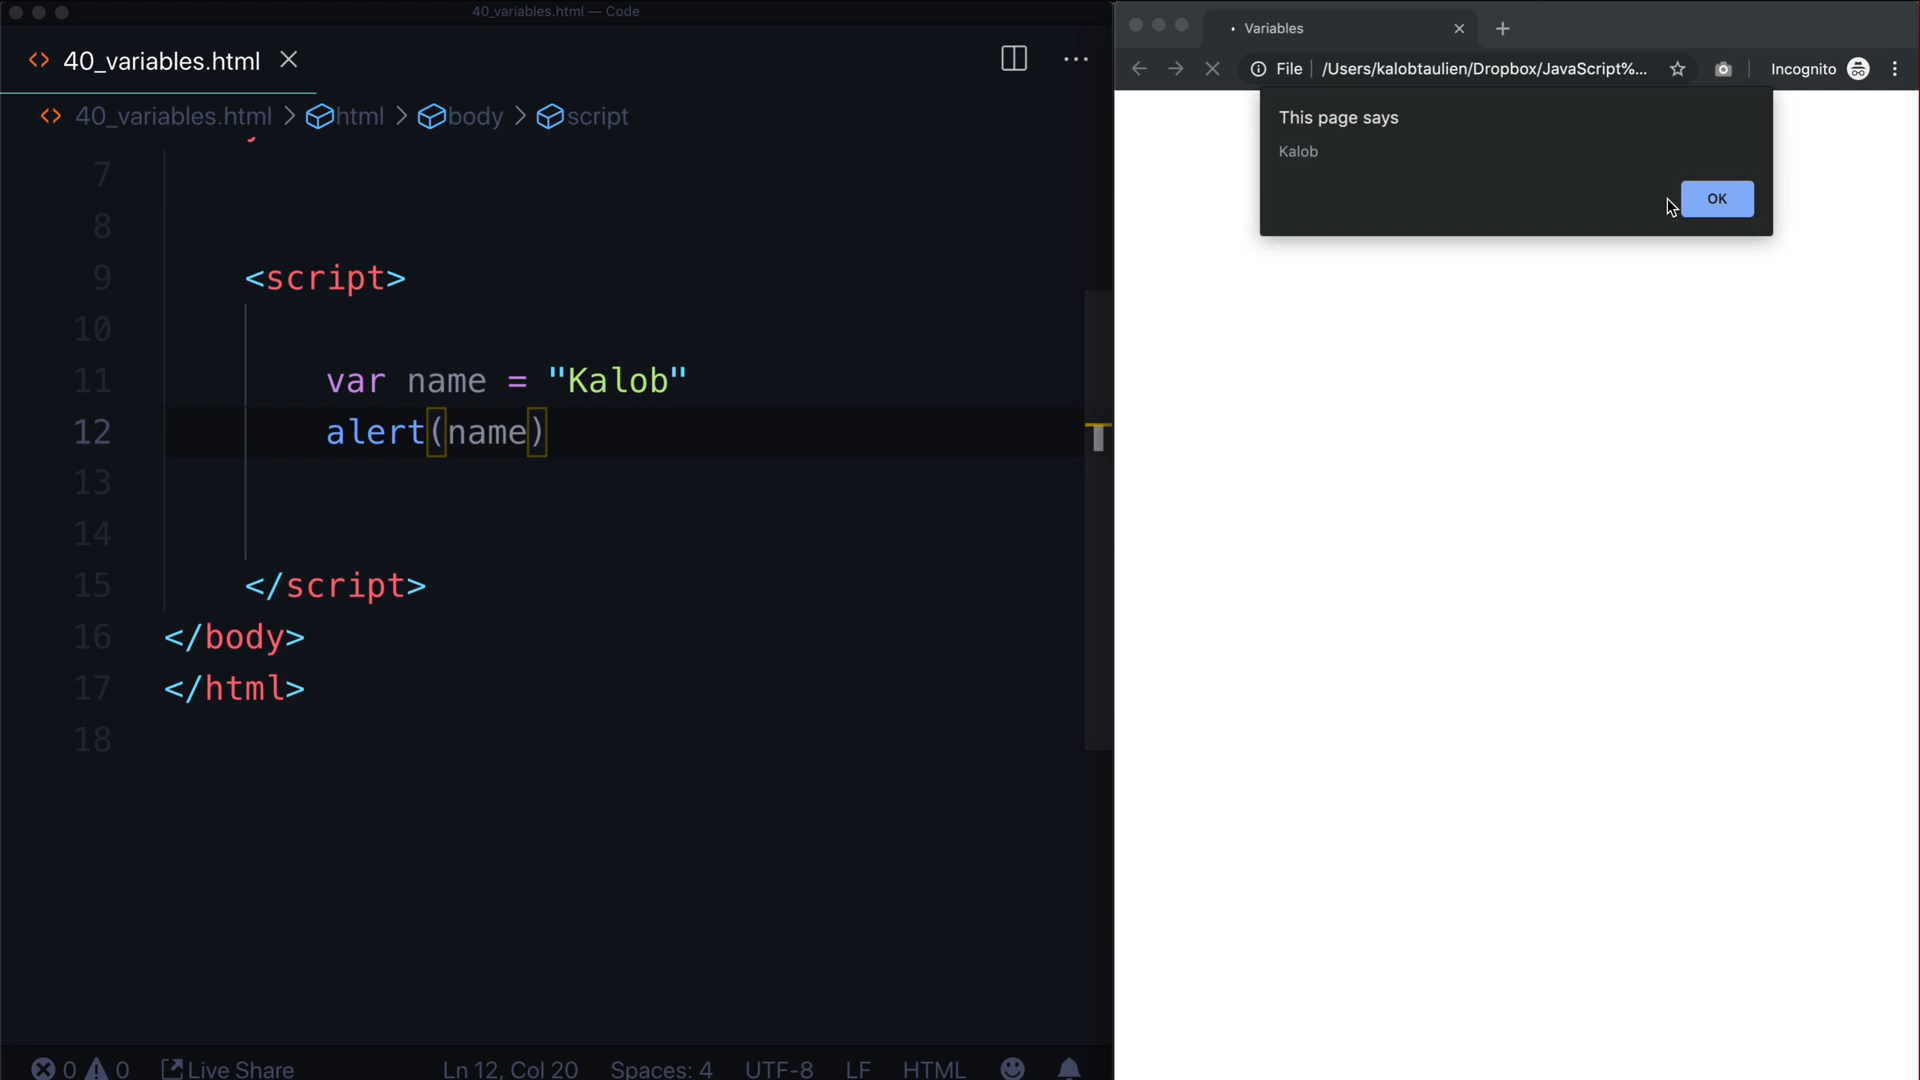 40_variables.html — Code
40_variables.html
40_variables.html > html > body > script
7
8
9 <script>
10
11 var name = "Kalob"
12 alert(name)
13
14
15 </script>
16 </body>
17 </html>
18
0 0 Live Share Ln 12, Col 20 Spaces: 4 UTF-8 LF HTML
Variables
File /Users/kalobtaulien/Dropbox/JavaScript%... Incognito
This page says
Kalob
OK